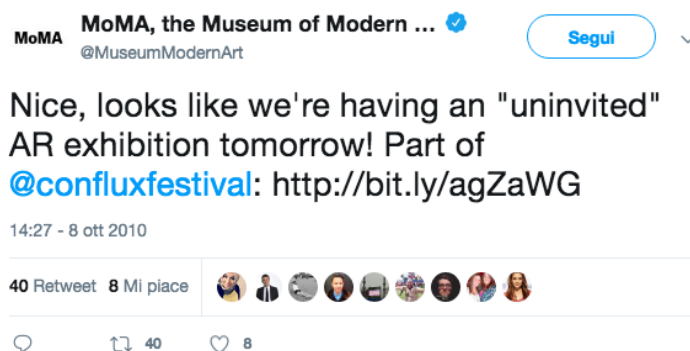 MoMA
MoMA, the Museum of Modern ...
@MuseumModernArt
Segui
Nice, looks like we're having an "uninvited"
AR exhibition tomorrow! Part of
@confluxfestival: http://bit.ly/agZaWG
14:27 - 8 ott 2010
40 Retweet 8 Mi piace
40 8